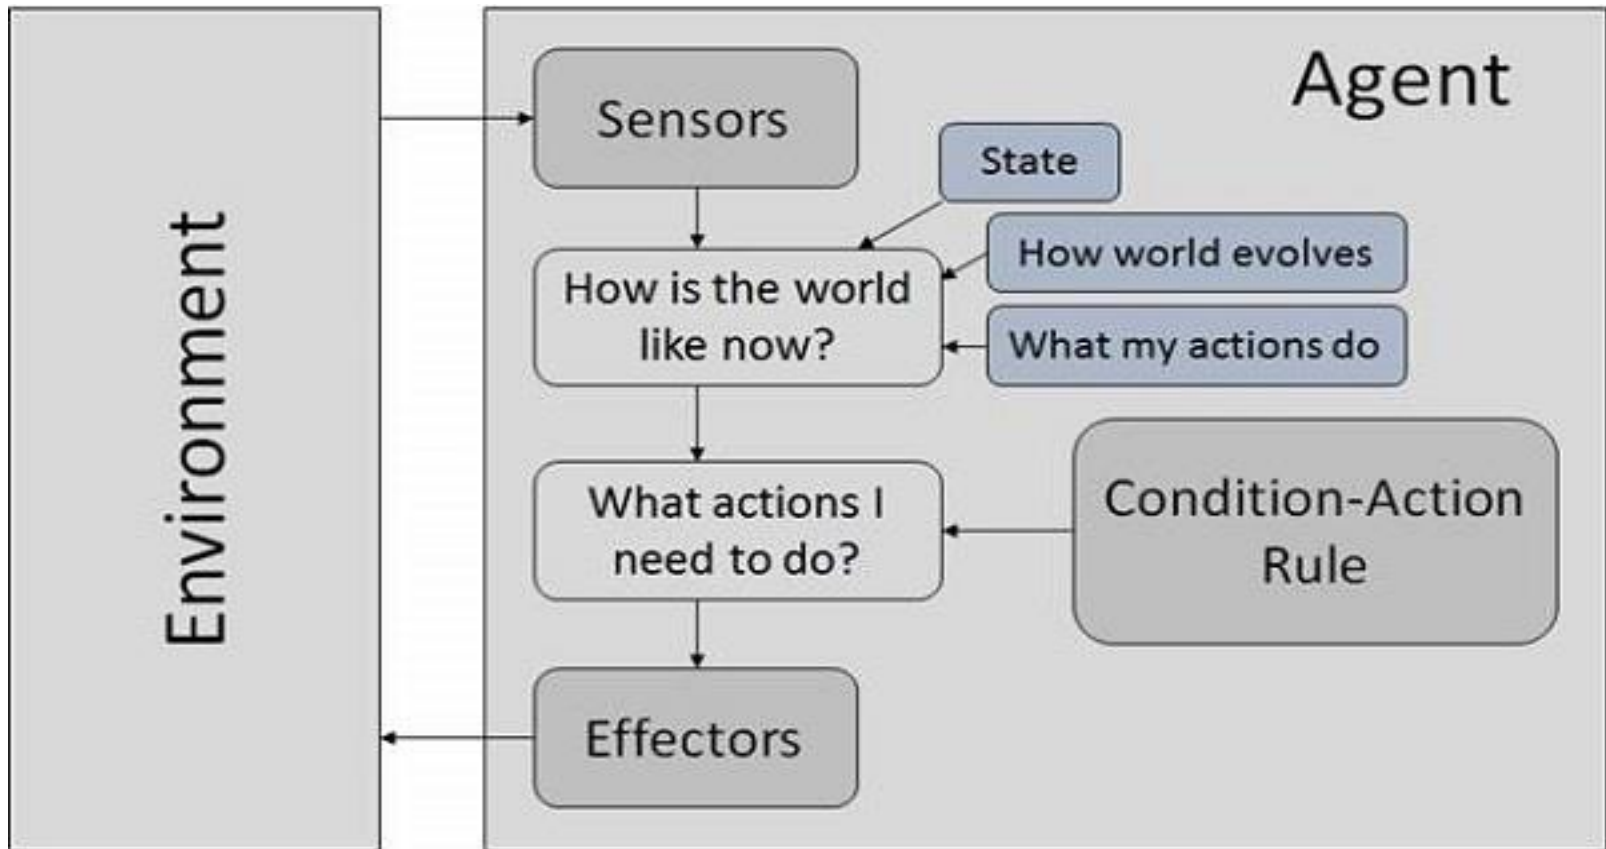 Environment
Agent
Sensors
State
How world evolves
How is the world
like now?
What my actions do
What actions I
need to do?
Condition-Action
Rule
Effectors